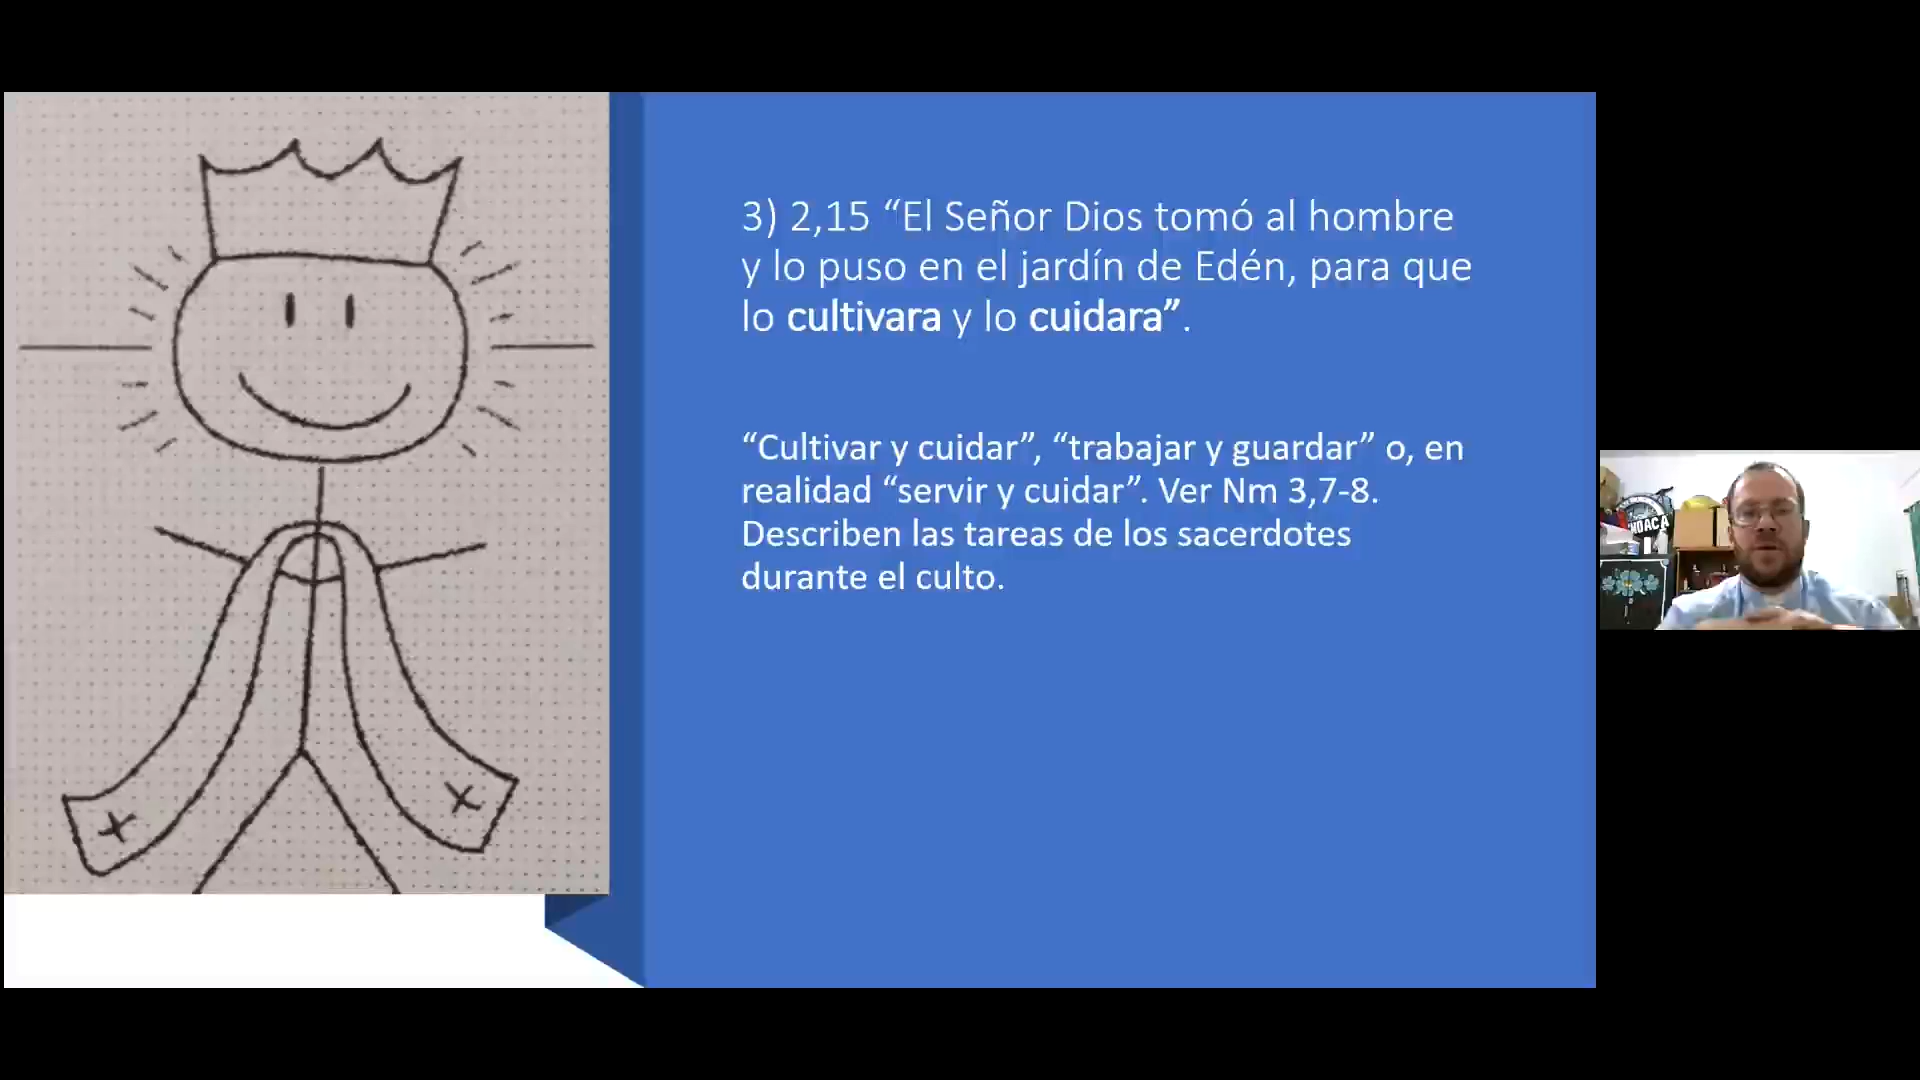 3) 2,15 “El Señor Dios tomó al hombre
y lo puso en el jardín de Edén, para que
lo cultivara y lo cuidara”.
“Cultivar y cuidar”, “trabajar y guardar” o, en
realidad “servir y cuidar”. Ver Nm 3,7-8.
Describen las tareas de los sacerdotes
durante el culto.